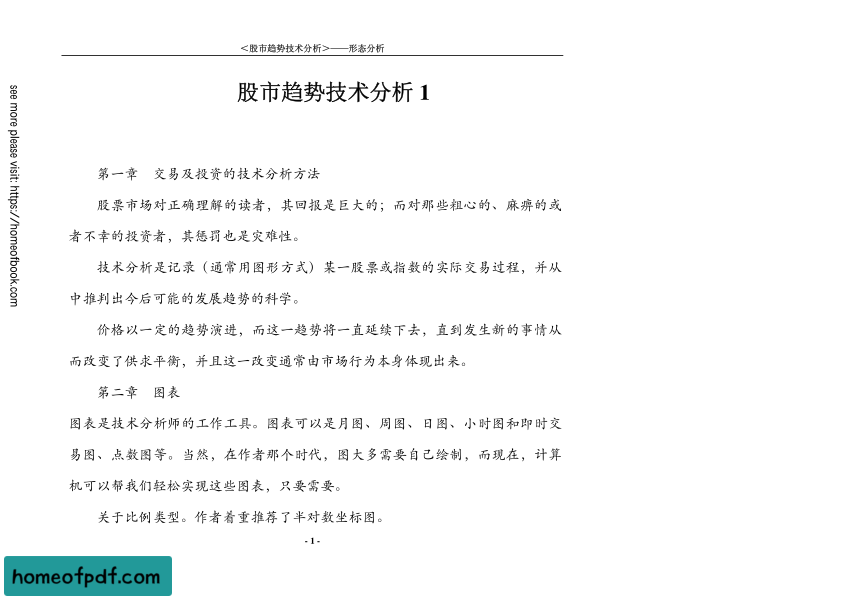 ＜股市趋势技术分析＞——形态分析
股市趋势技术分析 1
第一章　交易及投资的技术分析方法
股票市场对正确理解的读者，其回报是巨大的；而对那些粗心的、麻痹的或
者不幸的投资者，其惩罚也是灾难性。
技术分析是记录（通常用图形方式）某一股票或指数的实际交易过程，并从
中推判出今后可能的发展趋势的科学。
价格以一定的趋势演进，而这一趋势将一直延续下去，直到发生新的事情从
而改变了供求平衡，并且这一改变通常由市场行为本身体现出来。
第二章　图表
图表是技术分析师的工作工具。图表可以是月图、周图、日图、小时图和即时交
易图、点数图等。当然，在作者那个时代，图大多需要自己绘制，而现在，计算
机可以帮我们轻松实现这些图表，只要需要。
关于比例类型。作者着重推荐了半对数坐标图。
- 1 -
see more please visit: https://homeofbook.com
homeofpdf.com